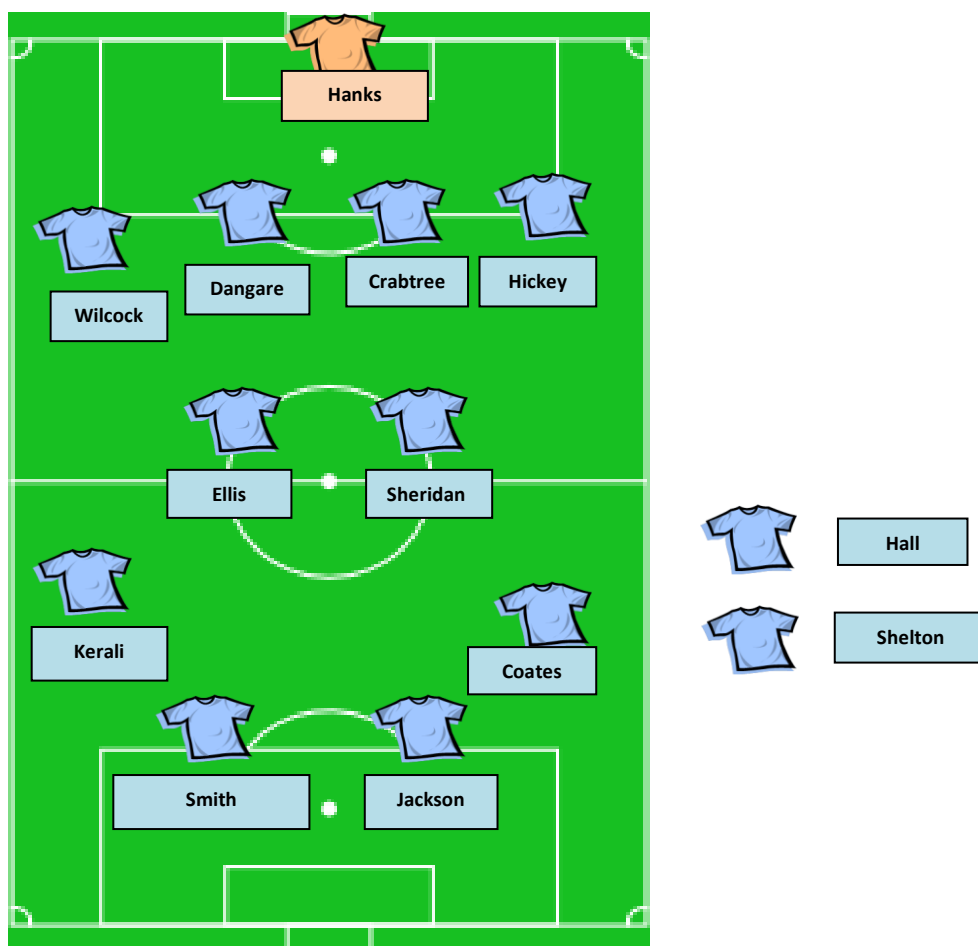 Hanks
Wilcock
Dangare
Crabtree
Hickey
Ellis
Sheridan
Kerali
Coates
Smith
Jackson
Hall
Shelton